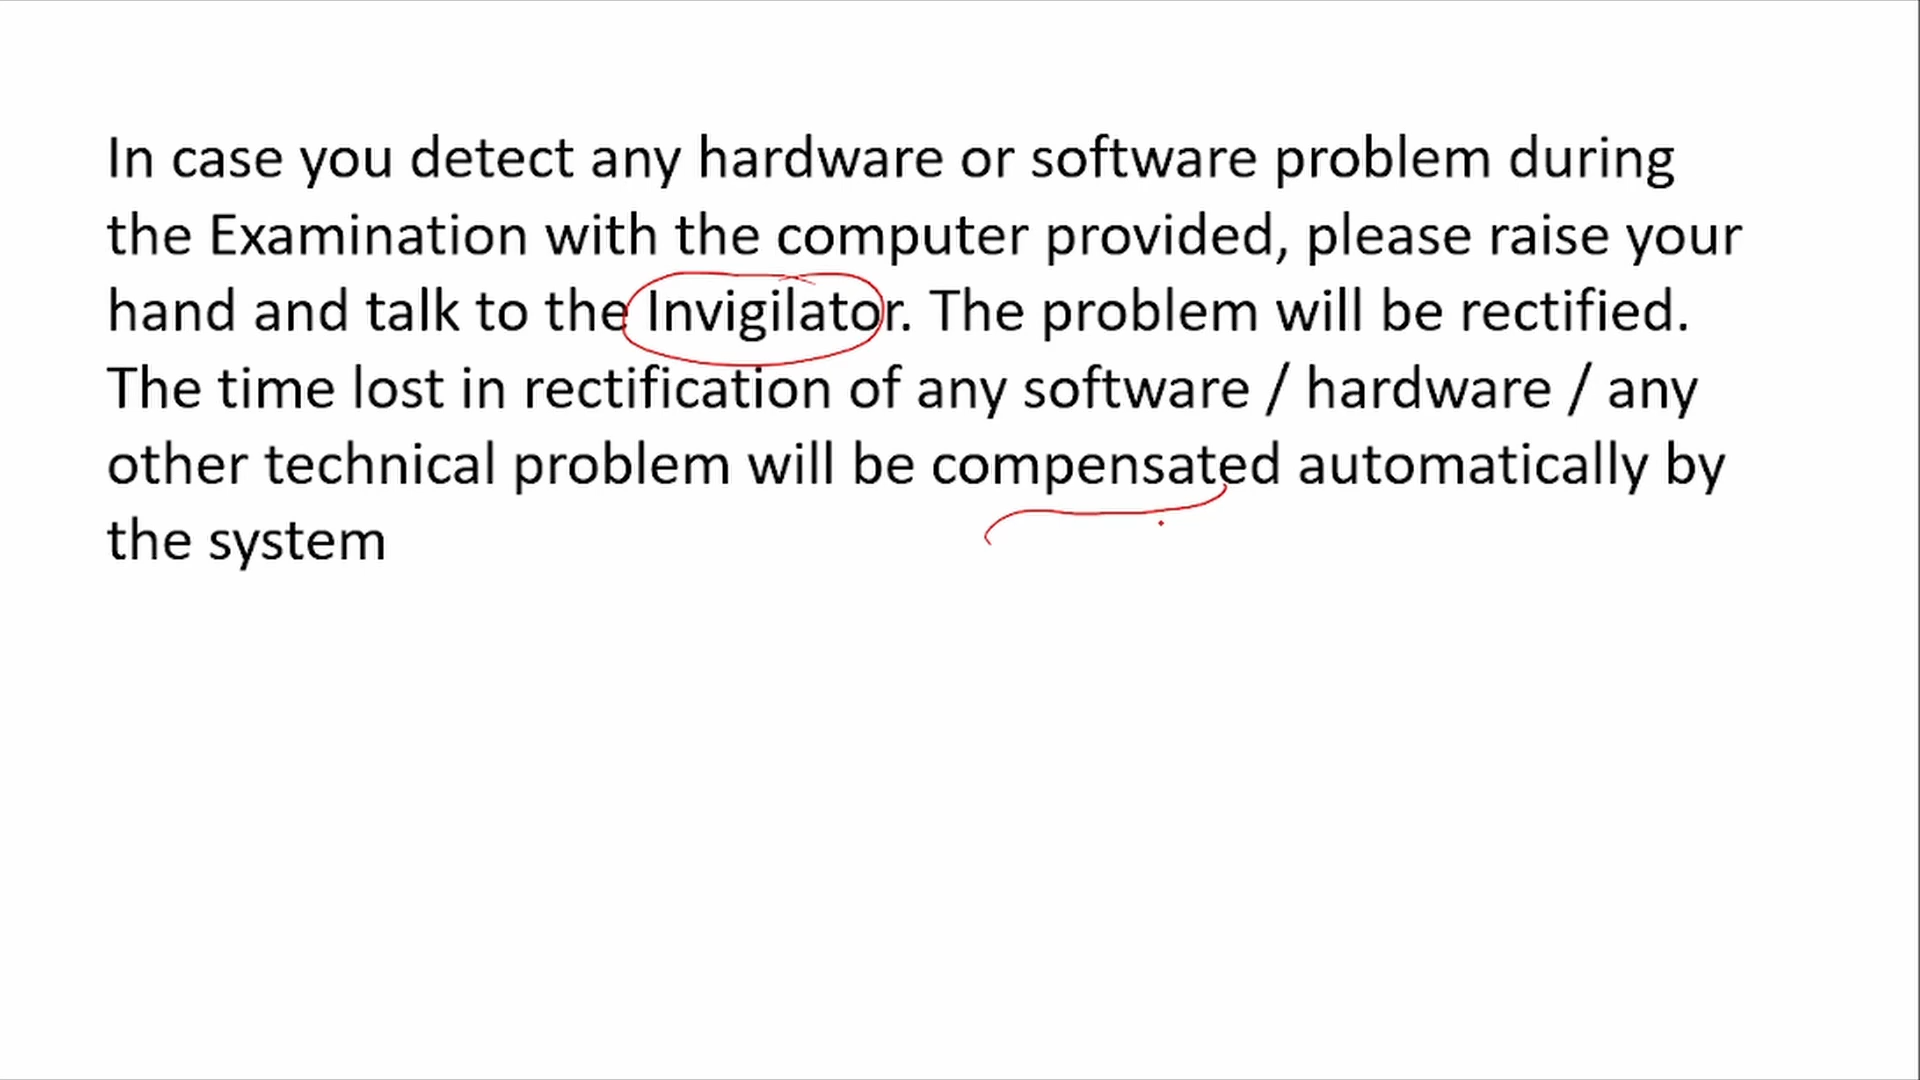 In case you detect any hardware or software problem during
the Examination with the computer provided, please raise your
hand and talk to the Invigilator. The problem will be rectified.
The time lost in rectification of any software / hardware / any
other technical problem will be compensated automatically by
the system